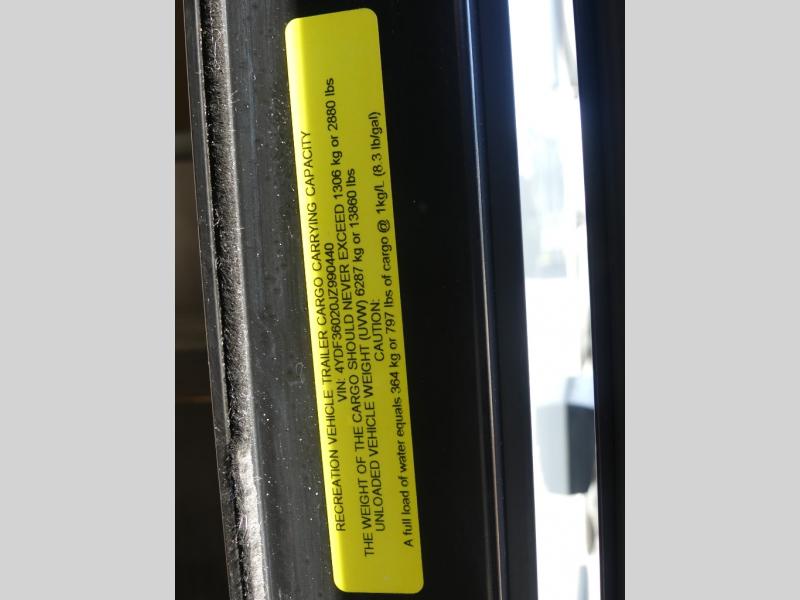 RECREATION VEHICLE TRAILER CARGO CARRYING CAPACITY
VIN: 4YDF36020JZ990440
THE WEIGHT OF THE CARGO SHOULD NEVER EXCEED 1306 kg or 2880 lbs
UNLOADED VEHICLE WEIGHT (UVW) 6287 kg or 13860 lbs
CAUTION:
A full load of water equals 364 kg or 797 lbs of cargo @ 1kg/L (8.3 lb/gal)